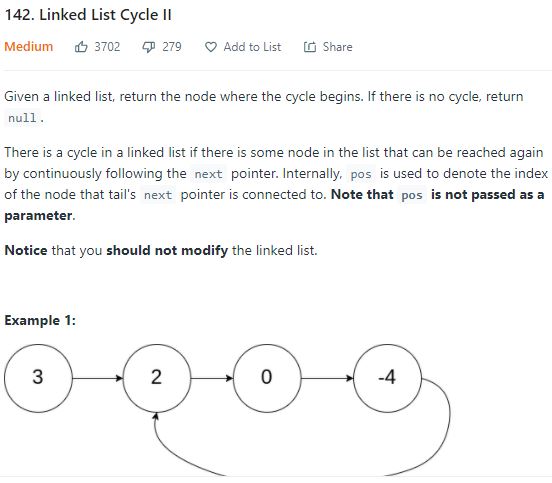 142. Linked List Cycle II
Medium 3702 279 Add to List Share
Given a linked list, return the node where the cycle begins. If there is no cycle, return
null.
There is a cycle in a linked list if there is some node in the list that can be reached again
by continuously following the next pointer. Internally, pos is used to denote the index
of the node that tail's next pointer is connected to. Note that pos is not passed as a
parameter.
Notice that you should not modify the linked list.
Example 1:
3 2 0 -4